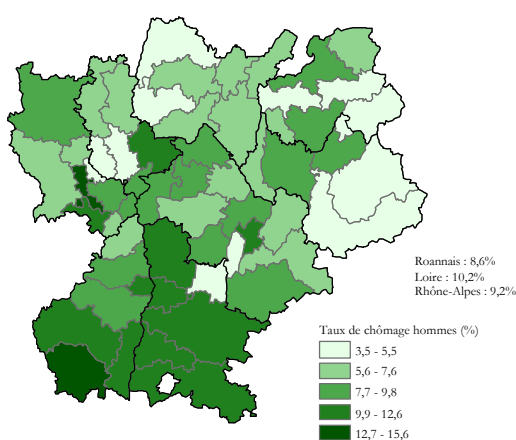 Roannais : 8,6%
Loire : 10,2%
Rhône-Alpes : 9,2%
Taux de chômage hommes (%)
3,5 - 5,5
5,6 - 7,6
7,7 - 9,8
9,9 - 12,6
12,7 - 15,6